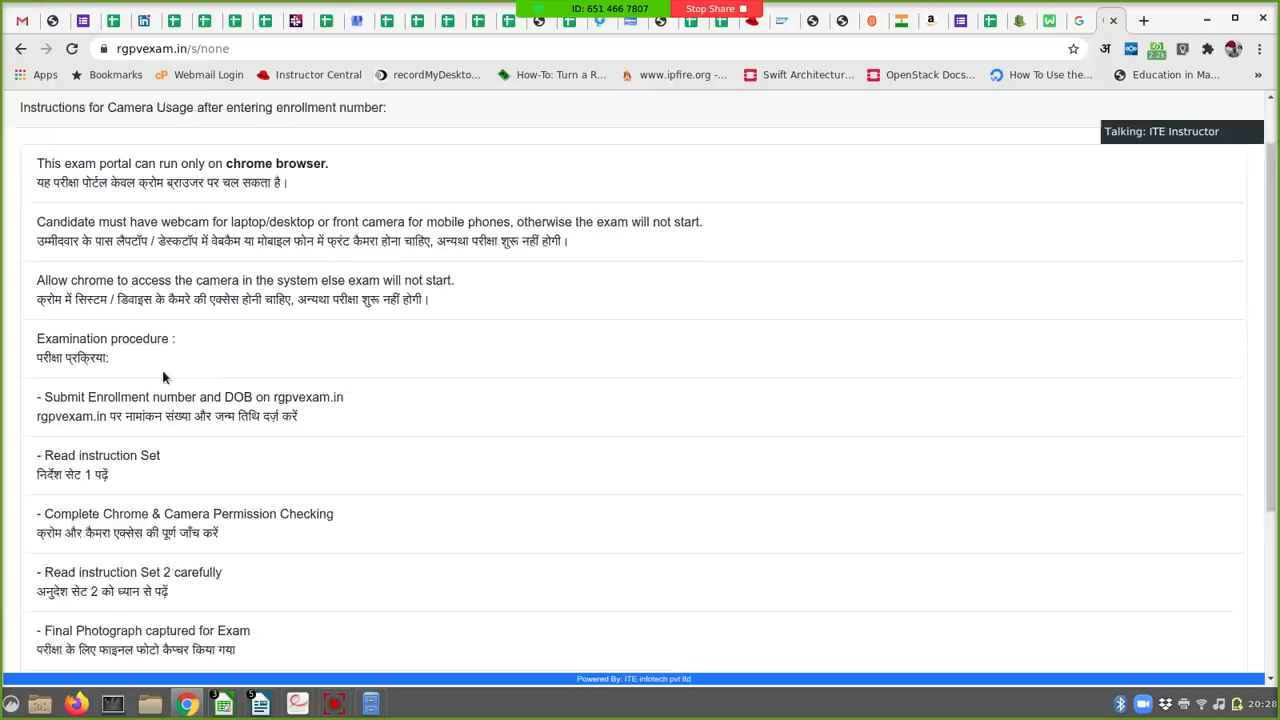 ID: 651 466 7807
Stop Share
rgpvexam.in/s/none
2.2k
Apps
Bookmarks
Webmail Login
Instructor Central
recordMyDeskto...
How-To: Turn a R...
www.ipfire.org -...
Swift Architectur...
OpenStack Docs...
How To Use the...
Education in Ma...
»
Instructions for Camera Usage after entering enrollment number:
Talking: ITE Instructor
This exam portal can run only on chrome browser.
यह परीक्षा पोर्टल केवल क्रोम ब्राउजर पर चल सकता है।
Candidate must have webcam for laptop/desktop or front camera for mobile phones, otherwise the exam will not start.
उम्मीदवार के पास लैपटॉप / डेस्कटॉप में वेबकैम या मोबाइल फोन में फ्रंट कैमरा होना चाहिए, अन्यथा परीक्षा शुरू नहीं होगी।
Allow chrome to access the camera in the system else exam will not start.
क्रोम में सिस्टम / डिवाइस के कैमरे की एक्सेस होनी चाहिए, अन्यथा परीक्षा शुरू नहीं होगी।
Examination procedure :
परीक्षा प्रक्रिया:
- Submit Enrollment number and DOB on rgpvexam.in
rgpvexam.in पर नामांकन संख्या और जन्म तिथि दर्ज़ करें
- Read instruction Set
निर्देश सेट 1 पढ़ें
- Complete Chrome & Camera Permission Checking
क्रोम और कैमरा एक्सेस की पूर्ण जाँच करें
- Read instruction Set 2 carefully
अनुदेश सेट 2 को ध्यान से पढ़ें
- Final Photograph captured for Exam
परीक्षा के लिए फाइनल फोटो कैप्चर किया गया
Powered By: ITE infotech pvt ltd
3
5
20:28